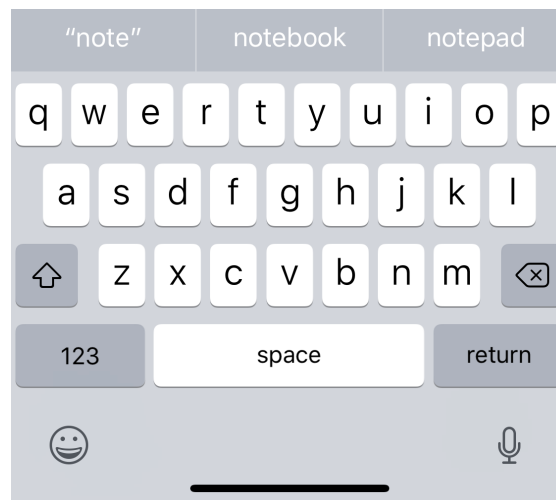 “note” notebook notepad
q w e r t y u i o p
a s d f g h j k l
z x c v b n m
123 space return